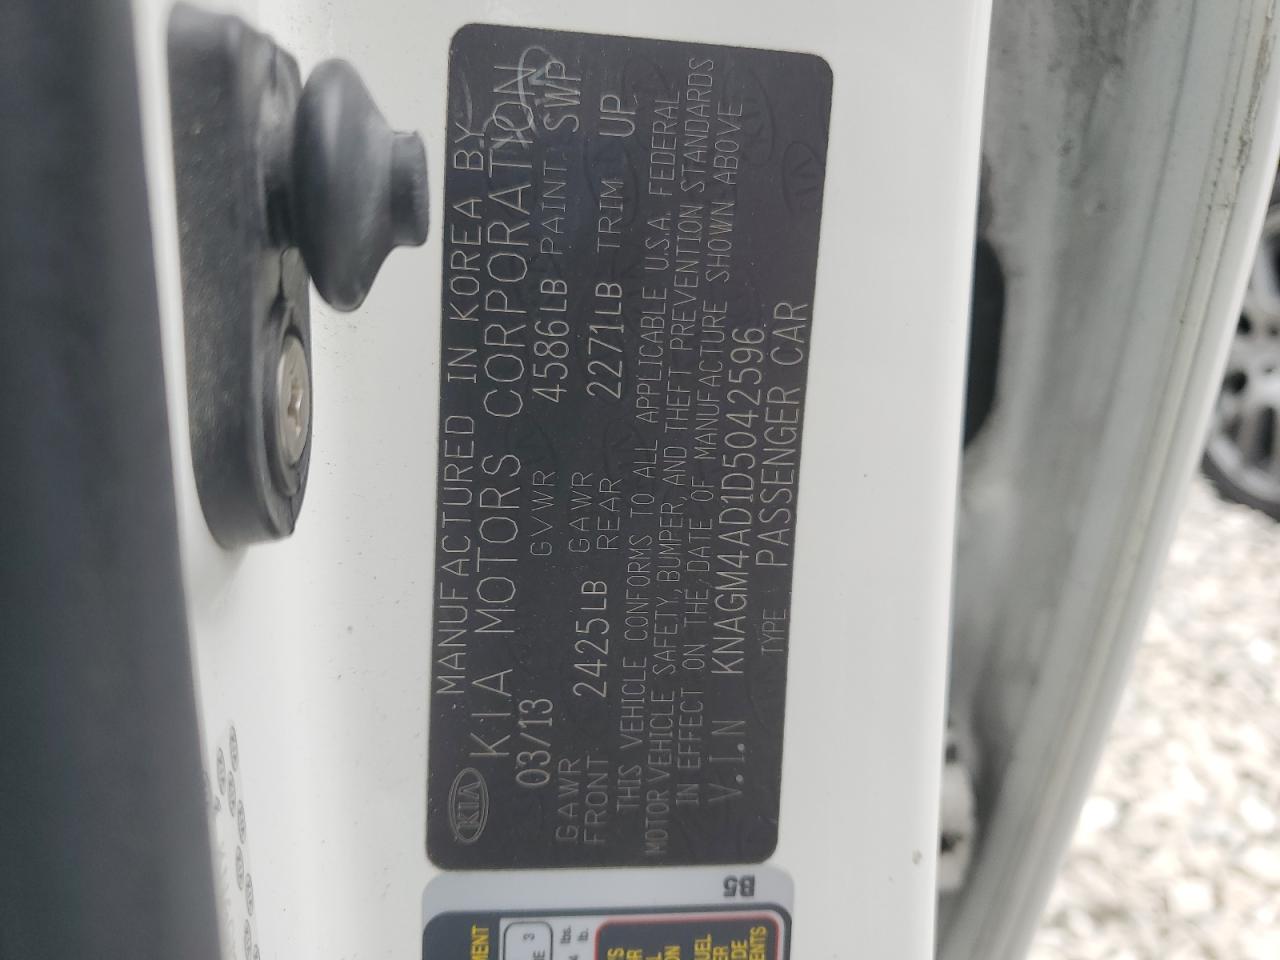 MANUFACTURED IN KOREA BY
KIA KIA MOTORS CORPORATION
03/13 GVWR 4586LB PAINT SWP
GAWR FRONT 2425LB GAWR REAR 2271LB TRIM UP
THIS VEHICLE CONFORMS TO ALL APPLICABLE U.S.A. FEDERAL
MOTOR VEHICLE SAFETY, BUMPER, AND THEFT PREVENTION STANDARDS
IN EFFECT ON THE DATE OF MANUFACTURE SHOWN ABOVE
V.I.N KNAGM4AD1D5042596
TYPE PASSENGER CAR
B5